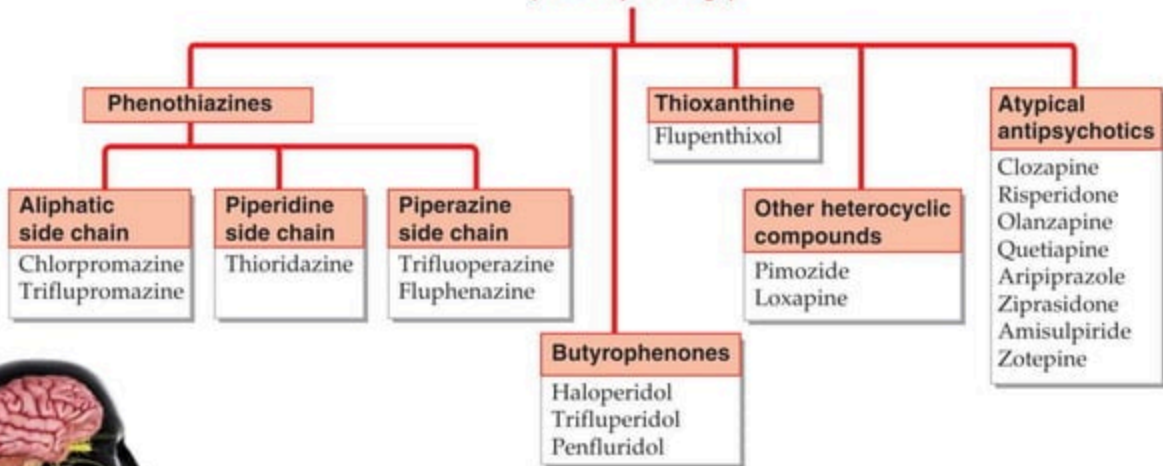 Phenothiazines
Aliphatic
side chain
Chlorpromazine
Triflupromazine
Piperidine
side chain
Thioridazine
Piperazine
side chain
Trifluoperazine
Fluphenazine
Butyrophenones
Haloperidol
Trifluperidol
Penfluridol
Thioxanthine
Flupenthixol
Other heterocyclic
compounds
Pimozide
Loxapine
Atypical
antipsychotics
Clozapine
Risperidone
Olanzapine
Quetiapine
Aripiprazole
Ziprasidone
Amisulpiride
Zotepine